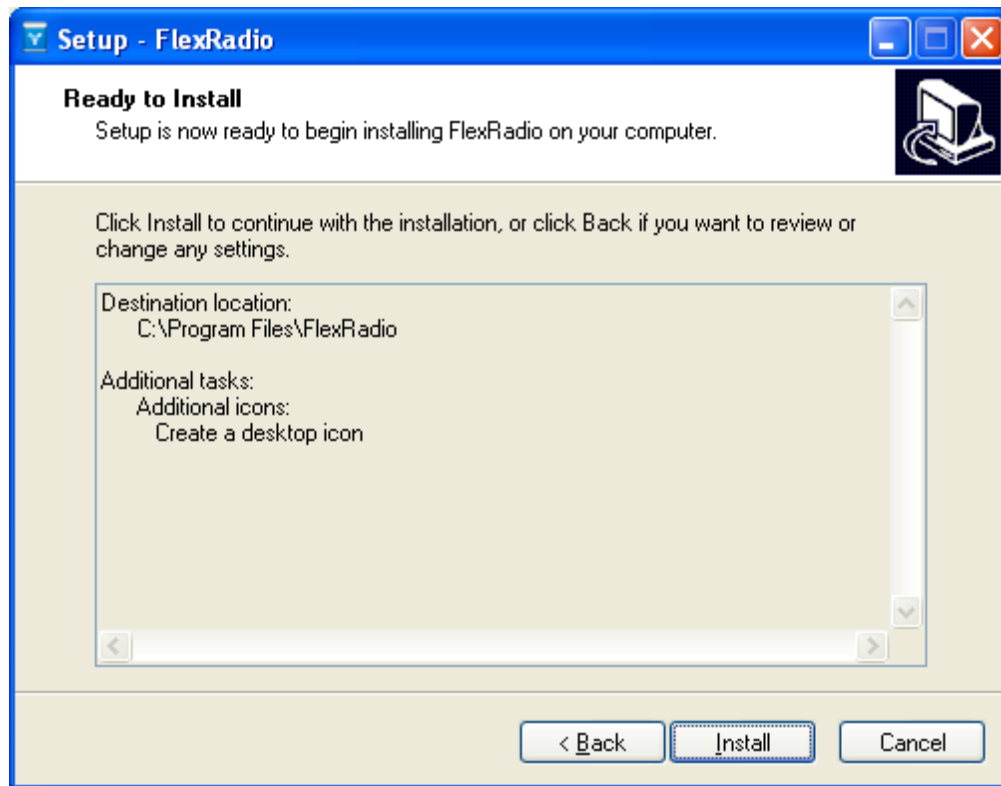 Setup - FlexRadio
Ready to Install
Setup is now ready to begin installing FlexRadio on your computer.
Click Install to continue with the installation, or click Back if you want to review or
change any settings.
Destination location:
C:\Program Files\FlexRadio
Additional tasks:
Additional icons:
Create a desktop icon
< Back
Install
Cancel